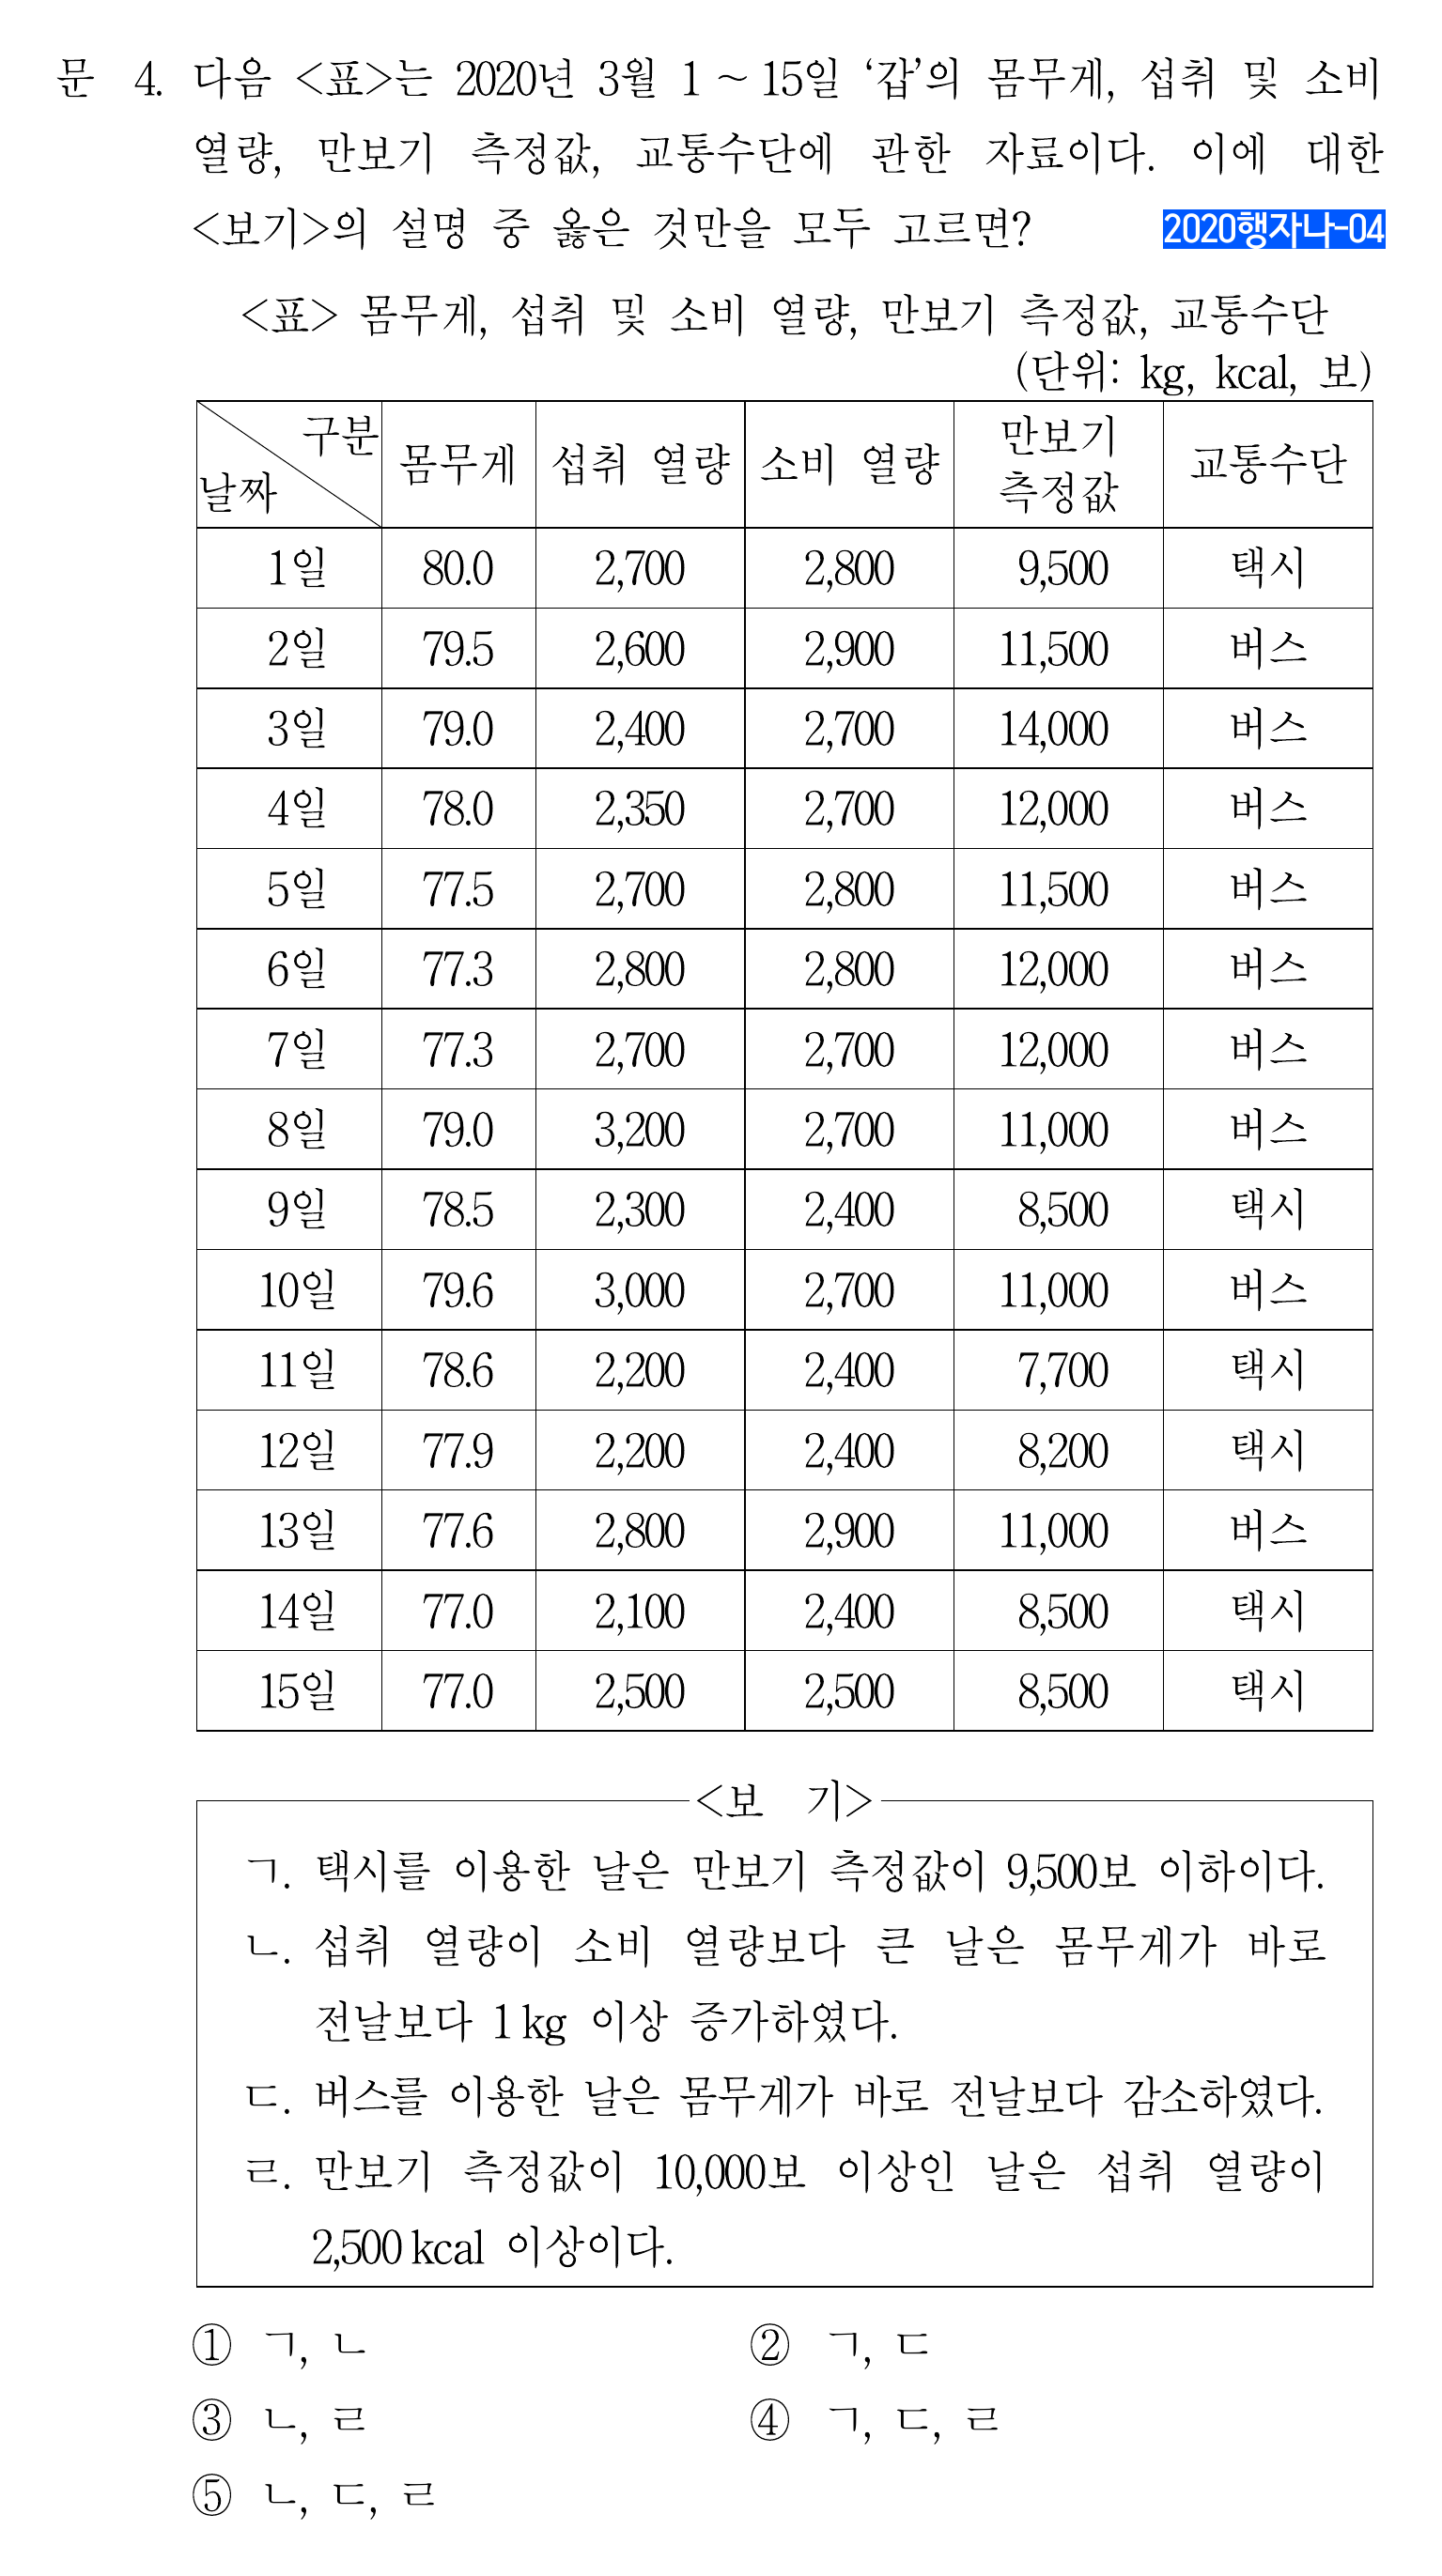 문 4. 다음 <표>는 2020년 3월 1 ~ 15일 ‘갑’의 몸무게, 섭취 및 소비
열량, 만보기 측정값, 교통수단에 관한 자료이다. 이에 대한
<보기>의 설명 중 옳은 것만을 모두 고르면?
2020행자나-04
<표> 몸무게, 섭취 및 소비 열량, 만보기 측정값, 교통수단
(단위: kg, kcal, 보)
구분 날짜 몸무게 섭취 열량 소비 열량 만보기 측정값 교통수단
1일 80.0 2,700 2,800 9,500 택시
2일 79.5 2,600 2,900 11,500 버스
3일 79.0 2,400 2,700 14,000 버스
4일 78.0 2,350 2,700 12,000 버스
5일 77.5 2,700 2,800 11,500 버스
6일 77.3 2,800 2,800 12,000 버스
7일 77.3 2,700 2,700 12,000 버스
8일 79.0 3,200 2,700 11,000 버스
9일 78.5 2,300 2,400 8,500 택시
10일 79.6 3,000 2,700 11,000 버스
11일 78.6 2,200 2,400 7,700 택시
12일 77.9 2,200 2,400 8,200 택시
13일 77.6 2,800 2,900 11,000 버스
14일 77.0 2,100 2,400 8,500 택시
15일 77.0 2,500 2,500 8,500 택시
<보 기>
ㄱ. 택시를 이용한 날은 만보기 측정값이 9,500보 이하이다.
ㄴ. 섭취 열량이 소비 열량보다 큰 날은 몸무게가 바로
전날보다 1 kg 이상 증가하였다.
ㄷ. 버스를 이용한 날은 몸무게가 바로 전날보다 감소하였다.
ㄹ. 만보기 측정값이 10,000보 이상인 날은 섭취 열량이
2,500 kcal 이상이다.
① ㄱ, ㄴ ② ㄱ, ㄷ
③ ㄴ, ㄹ ④ ㄱ, ㄷ, ㄹ
⑤ ㄴ, ㄷ, ㄹ